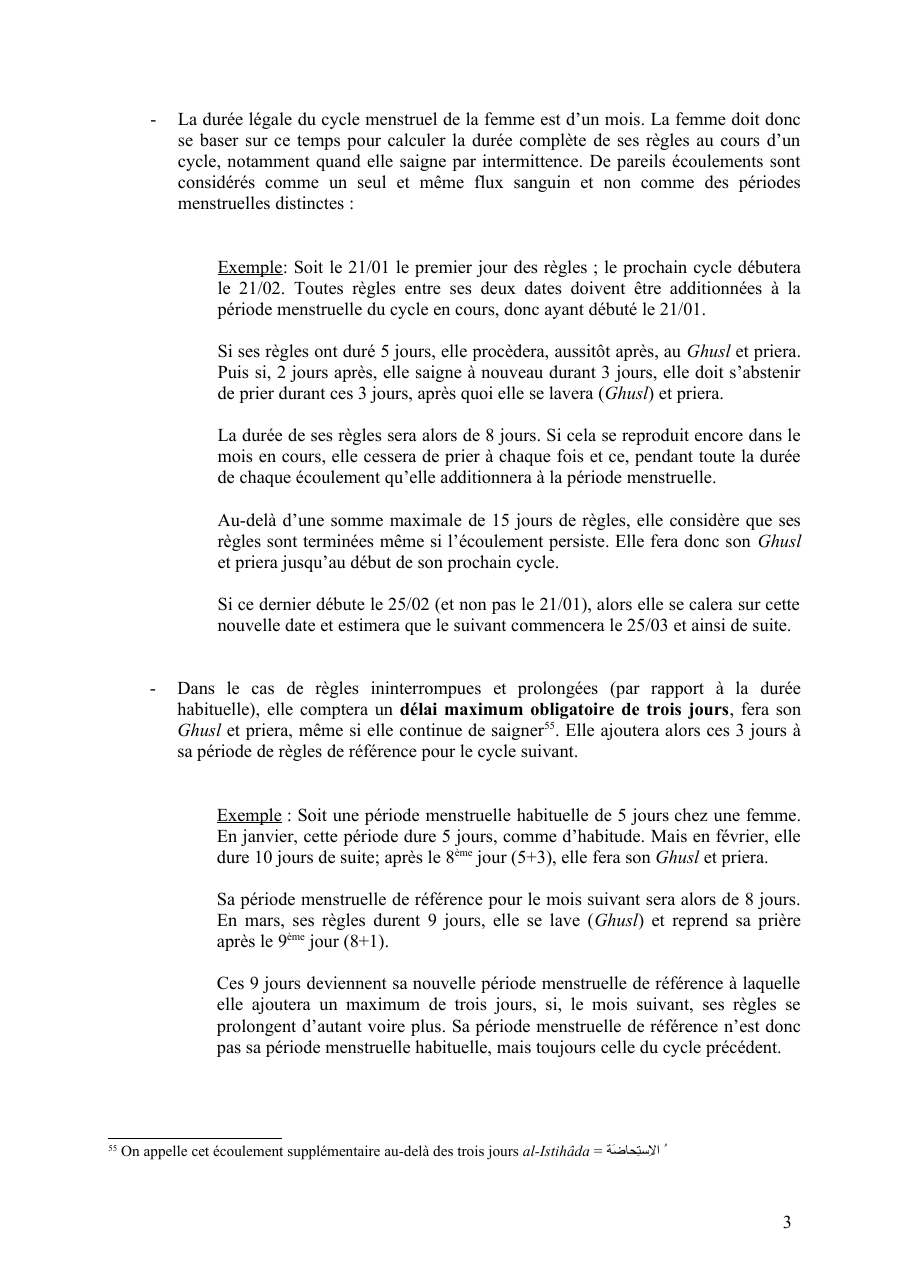 - La durée légale du cycle menstruel de la femme est d’un mois. La femme doit donc
se baser sur ce temps pour calculer la durée complète de ses règles au cours d’un
cycle, notamment quand elle saigne par intermittence. De pareils écoulements sont
considérés comme un seul et même flux sanguin et non comme des périodes
menstruelles distinctes :
Exemple: Soit le 21/01 le premier jour des règles ; le prochain cycle débutera
le 21/02. Toutes règles entre ses deux dates doivent être additionnées à la
période menstruelle du cycle en cours, donc ayant débuté le 21/01.
Si ses règles ont duré 5 jours, elle procèdera, aussitôt après, au Ghusl et priera.
Puis si, 2 jours après, elle saigne à nouveau durant 3 jours, elle doit s’abstenir
de prier durant ces 3 jours, après quoi elle se lavera (Ghusl) et priera.
La durée de ses règles sera alors de 8 jours. Si cela se reproduit encore dans le
mois en cours, elle cessera de prier à chaque fois et ce, pendant toute la durée
de chaque écoulement qu’elle additionnera à la période menstruelle.
Au-delà d’une somme maximale de 15 jours de règles, elle considère que ses
règles sont terminées même si l’écoulement persiste. Elle fera donc son Ghusl
et priera jusqu’au début de son prochain cycle.
Si ce dernier débute le 25/02 (et non pas le 21/01), alors elle se calera sur cette
nouvelle date et estimera que le suivant commencera le 25/03 et ainsi de suite.
- Dans le cas de règles ininterrompues et prolongées (par rapport à la durée
habituelle), elle comptera un délai maximum obligatoire de trois jours, fera son
Ghusl et priera, même si elle continue de saigner55. Elle ajoutera alors ces 3 jours à
sa période de règles de référence pour le cycle suivant.
Exemple : Soit une période menstruelle habituelle de 5 jours chez une femme.
En janvier, cette période dure 5 jours, comme d’habitude. Mais en février, elle
dure 10 jours de suite; après le 8ème jour (5+3), elle fera son Ghusl et priera.
Sa période menstruelle de référence pour le mois suivant sera alors de 8 jours.
En mars, ses règles durent 9 jours, elle se lave (Ghusl) et reprend sa prière
après le 9ème jour (8+1).
Ces 9 jours deviennent sa nouvelle période menstruelle de référence à laquelle
elle ajoutera un maximum de trois jours, si, le mois suivant, ses règles se
prolongent d’autant voire plus. Sa période menstruelle de référence n’est donc
pas sa période menstruelle habituelle, mais toujours celle du cycle précédent.
55 On appelle cet écoulement supplémentaire au-delà des trois jours al-Istihâda = الاستِحاضَة ُ
3